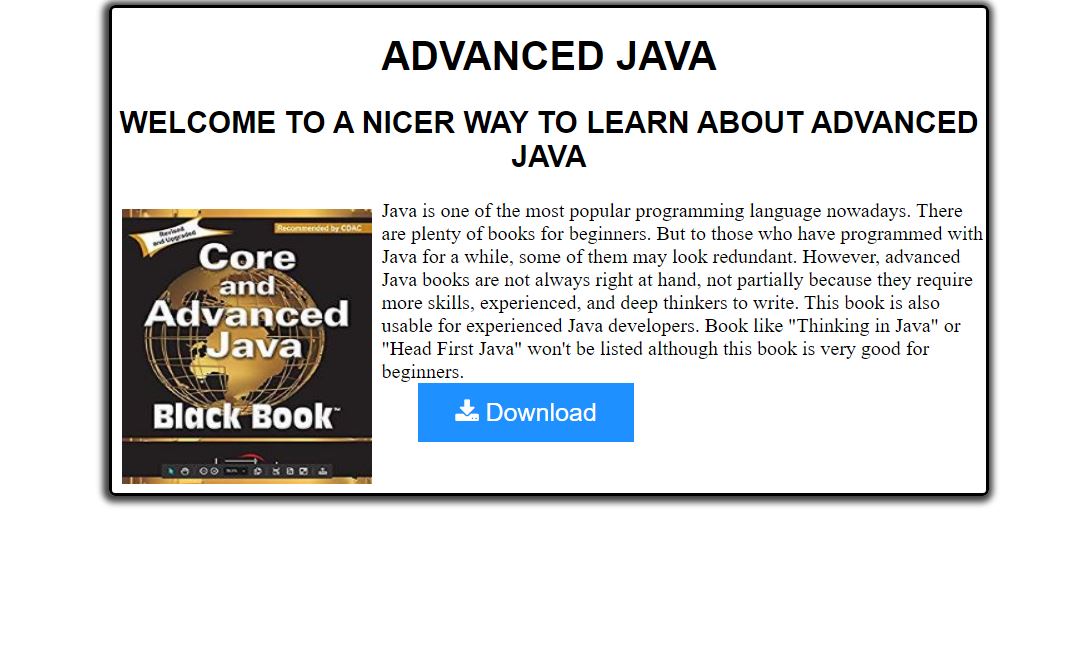 ADVANCED JAVA
WELCOME TO A NICER WAY TO LEARN ABOUT ADVANCED
JAVA
Revised
and Upgraded
Recommended by CDAC
Core
and
Advanced
Java
Black Book™
Java is one of the most popular programming language nowadays. There
are plenty of books for beginners. But to those who have programmed with
Java for a while, some of them may look redundant. However, advanced
Java books are not always right at hand, not partially because they require
more skills, experienced, and deep thinkers to write. This book is also
usable for experienced Java developers. Book like "Thinking in Java" or
"Head First Java" won't be listed although this book is very good for
beginners.
Download